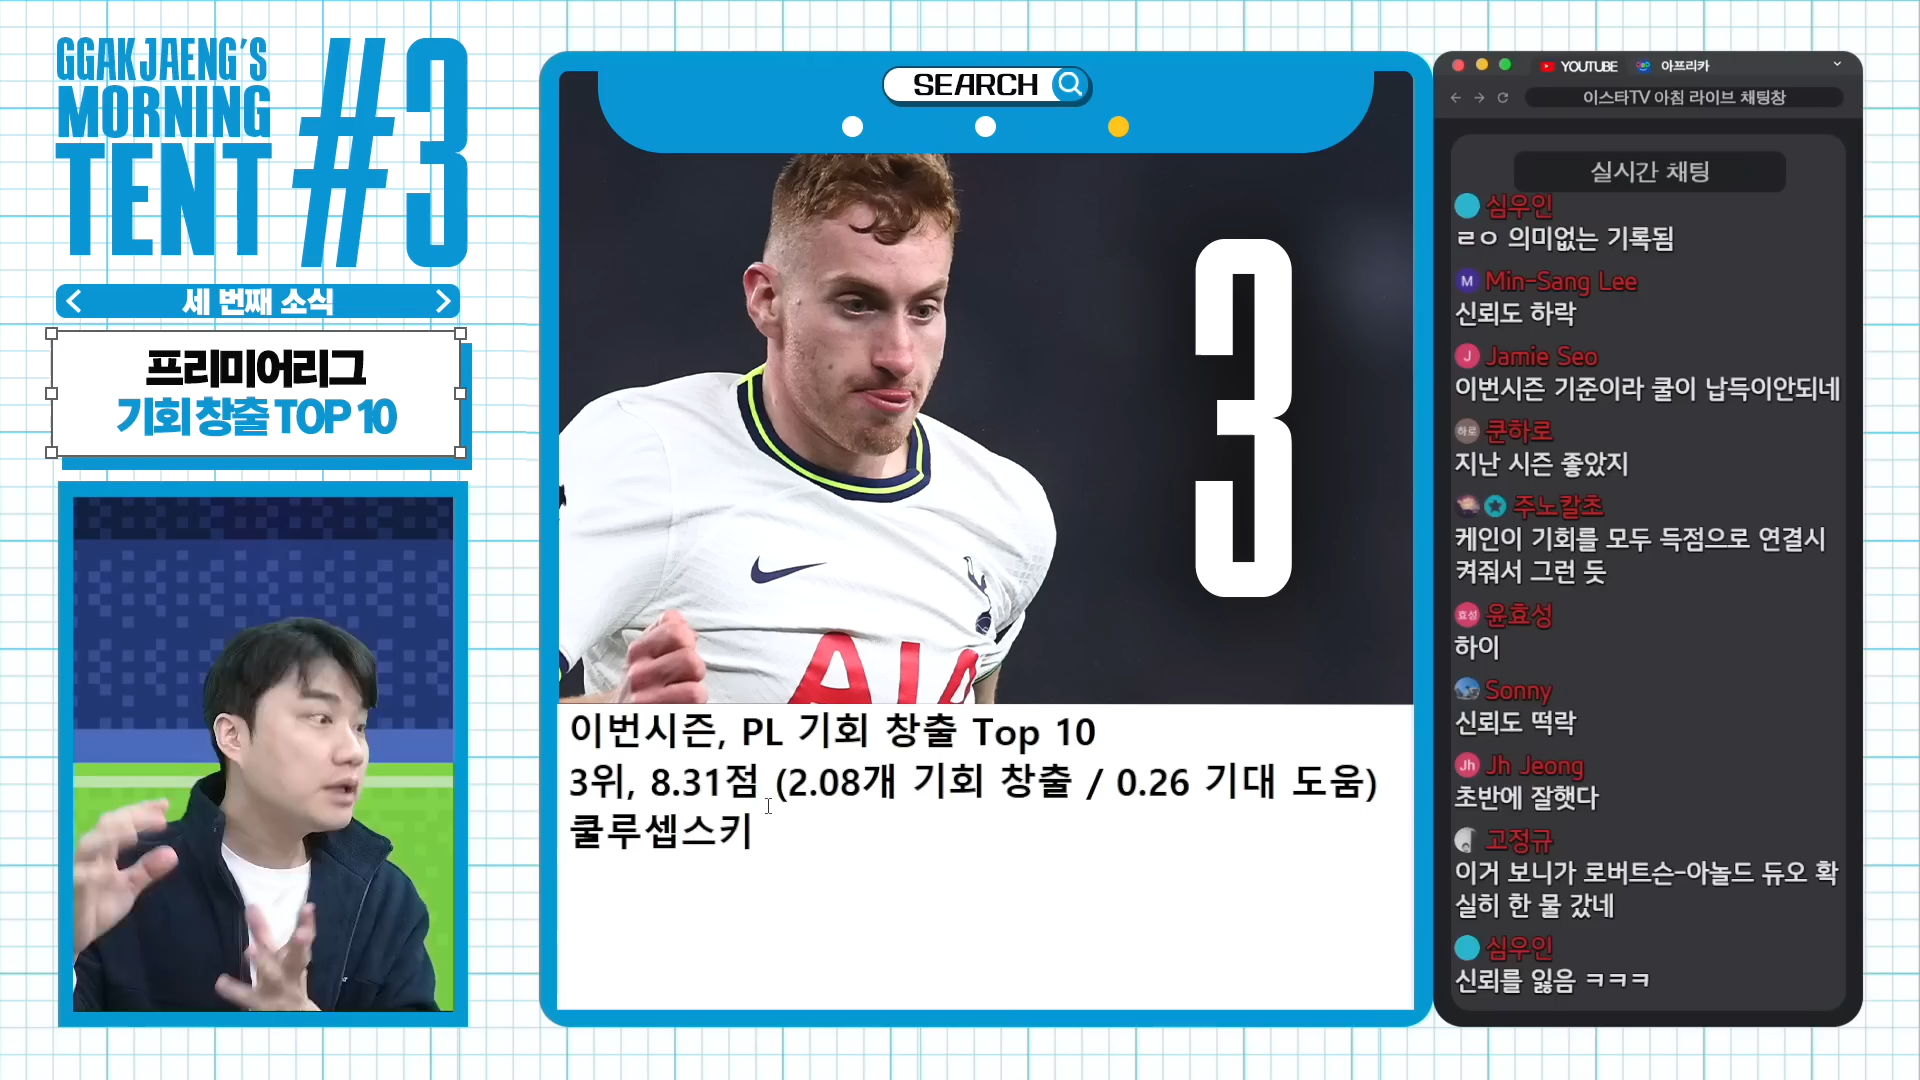 GGAKJAENG'S
MORNING
TENT
#3
세 번째 소식
프리미어리그
기회 창출 TOP 10
SEARCH
3
AIA
이번시즌, PL 기회 창출 Top 10
3위, 8.31점 (2.08개 기회 창출 / 0.26 기대 도움)
쿨루셉스키
YOUTUBE
아프리카
이스타TV 아침 라이브 채팅창
실시간 채팅
심우인
ㄹㅇ 의미없는 기록됨
M Min-Sang Lee
신뢰도 하락
J Jamie Seo
이번시즌 기준이라 쿨이 납득이안되네
하로 쿤하로
지난 시즌 좋았지
주노칼초
케인이 기회를 모두 득점으로 연결시
켜줘서 그런 듯
효성 윤효성
하이
Sonny
신뢰도 떡락
Jh Jh Jeong
초반에 잘햇다
고정규
이거 보니가 로버트슨-아놀드 듀오 확
실히 한 물 갔네
심우인
신뢰를 잃음 ㅋㅋㅋ